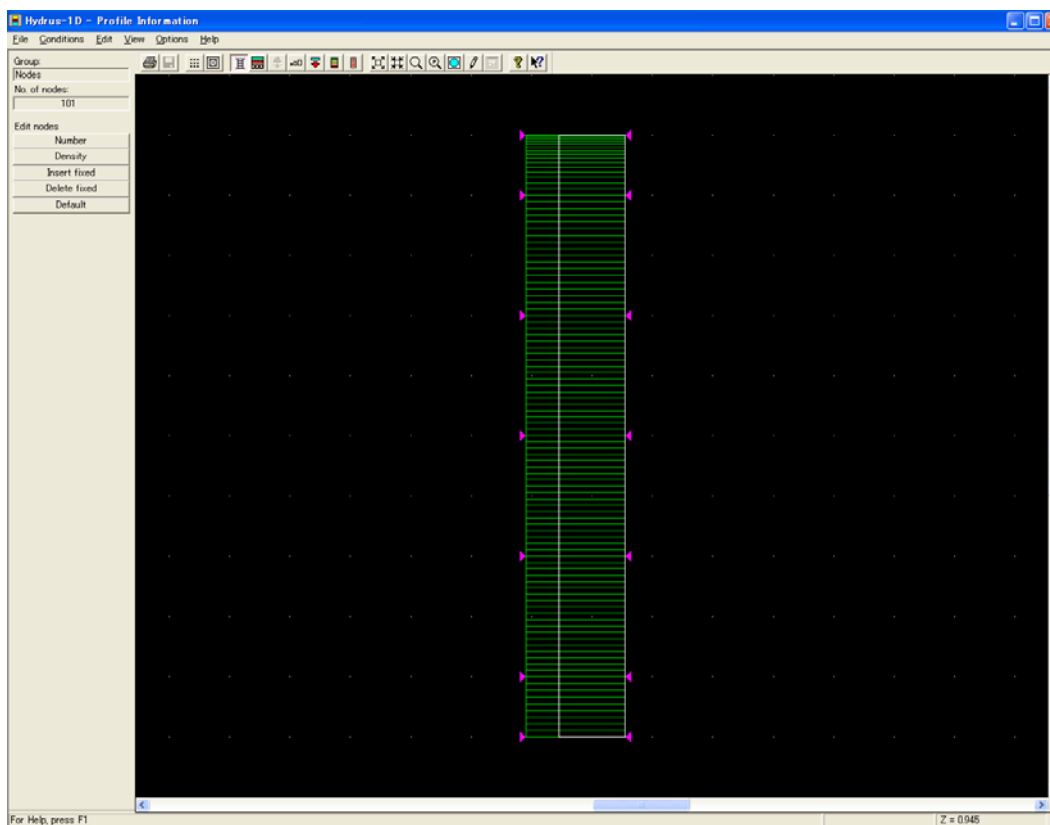 Hydrus-1D - Profile Information
File Conditions Edit View Options Help
Group:
Nodes
No. of nodes:
101
Edit nodes
Number
Density
Insert fixed
Delete fixed
Default
For Help, press F1
Z = 0.945